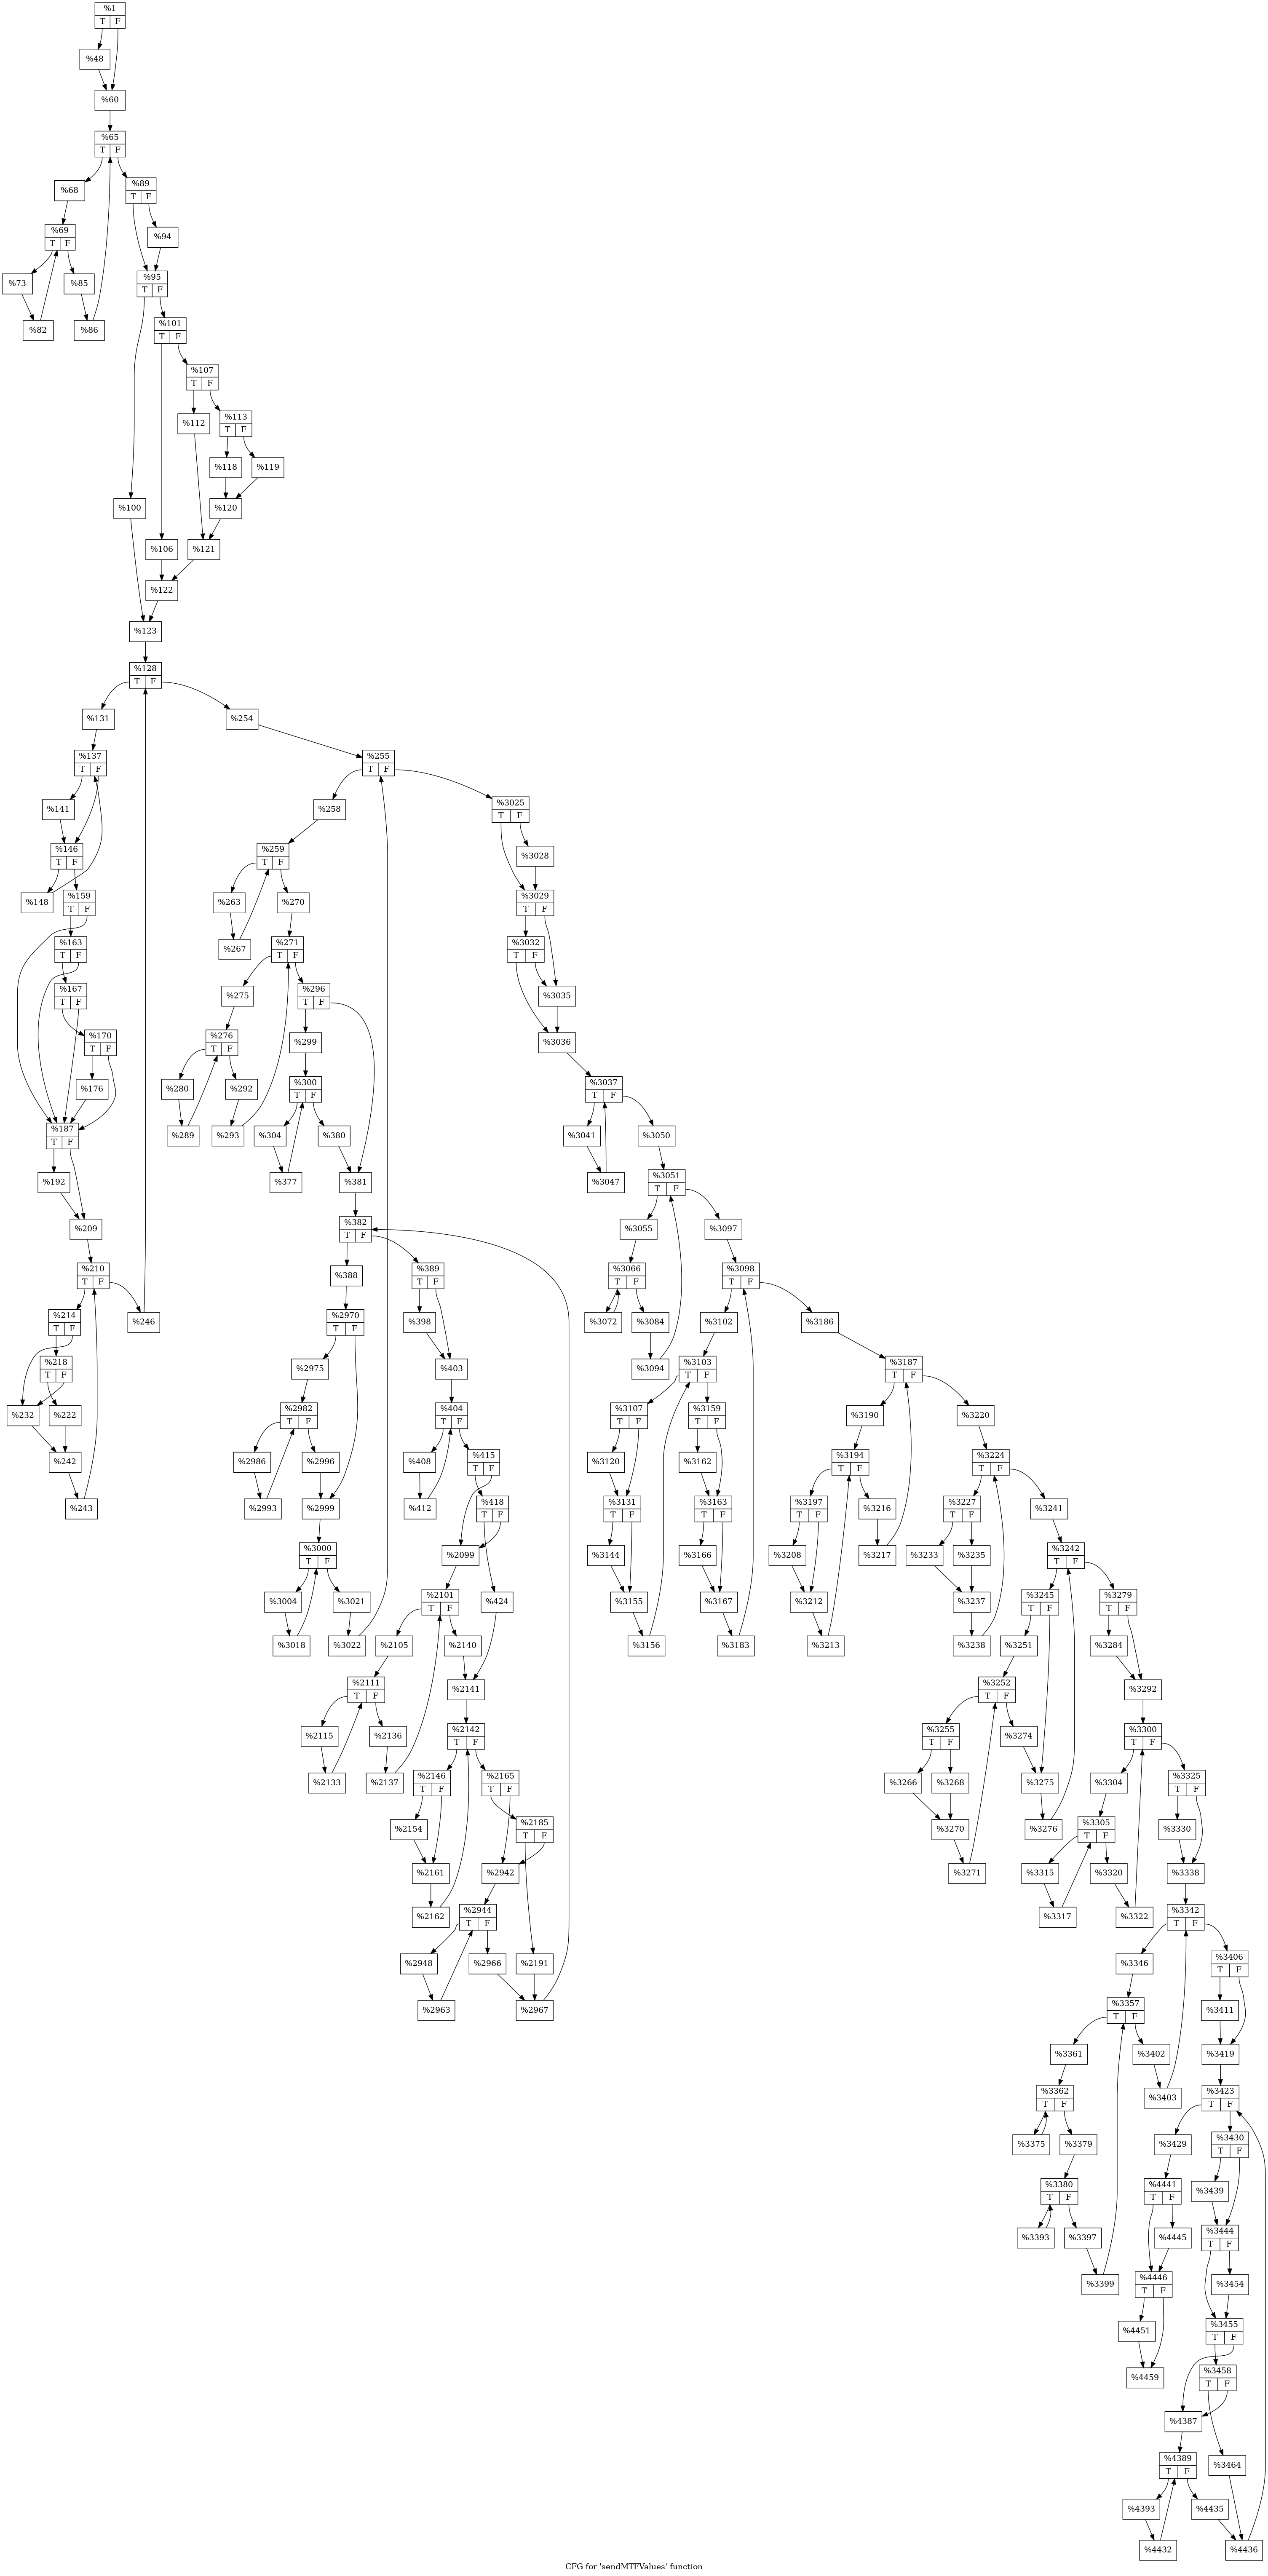 %1
T F
%48
%60
%65
T F
%68
%89
T F
%69
T F
%94
%73
%85
%95
T F
%82
%86
%101
T F
%107
T F
%112
%113
T F
%118
%119
%100
%120
%106
%121
%122
%123
%128
T F
%131
%254
%137
T F
%255
T F
%141
%258
%3025
T F
%146
T F
%259
T F
%3028
%148
%159
T F
%263
%270
%3029
T F
%163
T F
%267
%271
T F
%3032
T F
%167
T F
%275
%296
T F
%3035
%170
T F
%276
T F
%299
%3036
%176
%280
%292
%300
T F
%3037
T F
%187
T F
%289
%293
%304
%380
%3041
%3050
%192
%377
%381
%3047
%3051
T F
%209
%382
T F
%3055
%3097
%210
T F
%388
%389
T F
%3066
T F
%3098
T F
%214
T F
%246
%2970
T F
%398
%3072
%3084
%3102
%3186
%218
T F
%2975
%403
%3094
%3103
T F
%3187
T F
%232
%222
%2982
T F
%404
T F
%3107
T F
%3159
T F
%3190
%3220
%242
%2986
%2996
%408
%415
T F
%3120
%3162
%3194
T F
%3224
T F
%243
%2993
%2999
%412
%418
T F
%3131
T F
%3163
T F
%3197
T F
%3216
%3227
T F
%3241
%3000
T F
%2099
%3144
%3166
%3208
%3217
%3233
%3235
%3242
T F
%3004
%3021
%2101
T F
%424
%3155
%3167
%3212
%3237
%3245
T F
%3279
T F
%3018
%3022
%2105
%2140
%3156
%3183
%3213
%3238
%3251
%3284
%2111
T F
%2141
%3252
T F
%3292
%2115
%2136
%2142
T F
%3255
T F
%3274
%3300
T F
%2133
%2137
%2146
T F
%2165
T F
%3266
%3268
%3275
%3304
%3325
T F
%2154
%2185
T F
%3270
%3276
%3305
T F
%3330
%2161
%2942
%3271
%3315
%3320
%3338
%2162
%2944
T F
%3317
%3322
%3342
T F
%2948
%2966
%2191
%3346
%3406
T F
%2963
%2967
%3357
T F
%3411
%3361
%3402
%3419
%3362
T F
%3403
%3423
T F
%3375
%3379
%3429
%3430
T F
%3380
T F
%4441
T F
%3439
%3393
%3397
%4445
%3444
T F
%3399
%4446
T F
%3454
%4451
%3455
T F
%4459
%3458
T F
%4387
%4389
T F
%3464
%4393
%4435
%4432
%4436
CFG for 'sendMTFValues' function